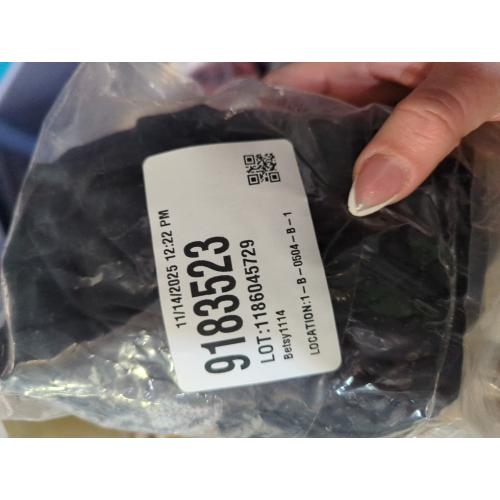 11/14/2025 12:22 PM
9183523
LOT:1186045729
Betsy1114
LOCATION:1-B-0504-B-1